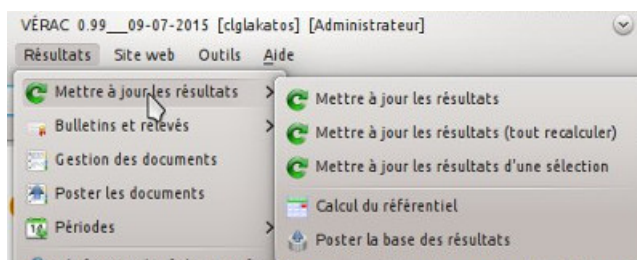 VÉRAC 0.99__09-07-2015 [clglakatos] [Administrateur]
Résultats Site web Outils Aide
Mettre à jour les résultats
Bulletins et relevés
Gestion des documents
Poster les documents
Périodes
Mettre à jour les résultats
Mettre à jour les résultats (tout recalculer)
Mettre à jour les résultats d'une sélection
Calcul du référentiel
Poster la base des résultats